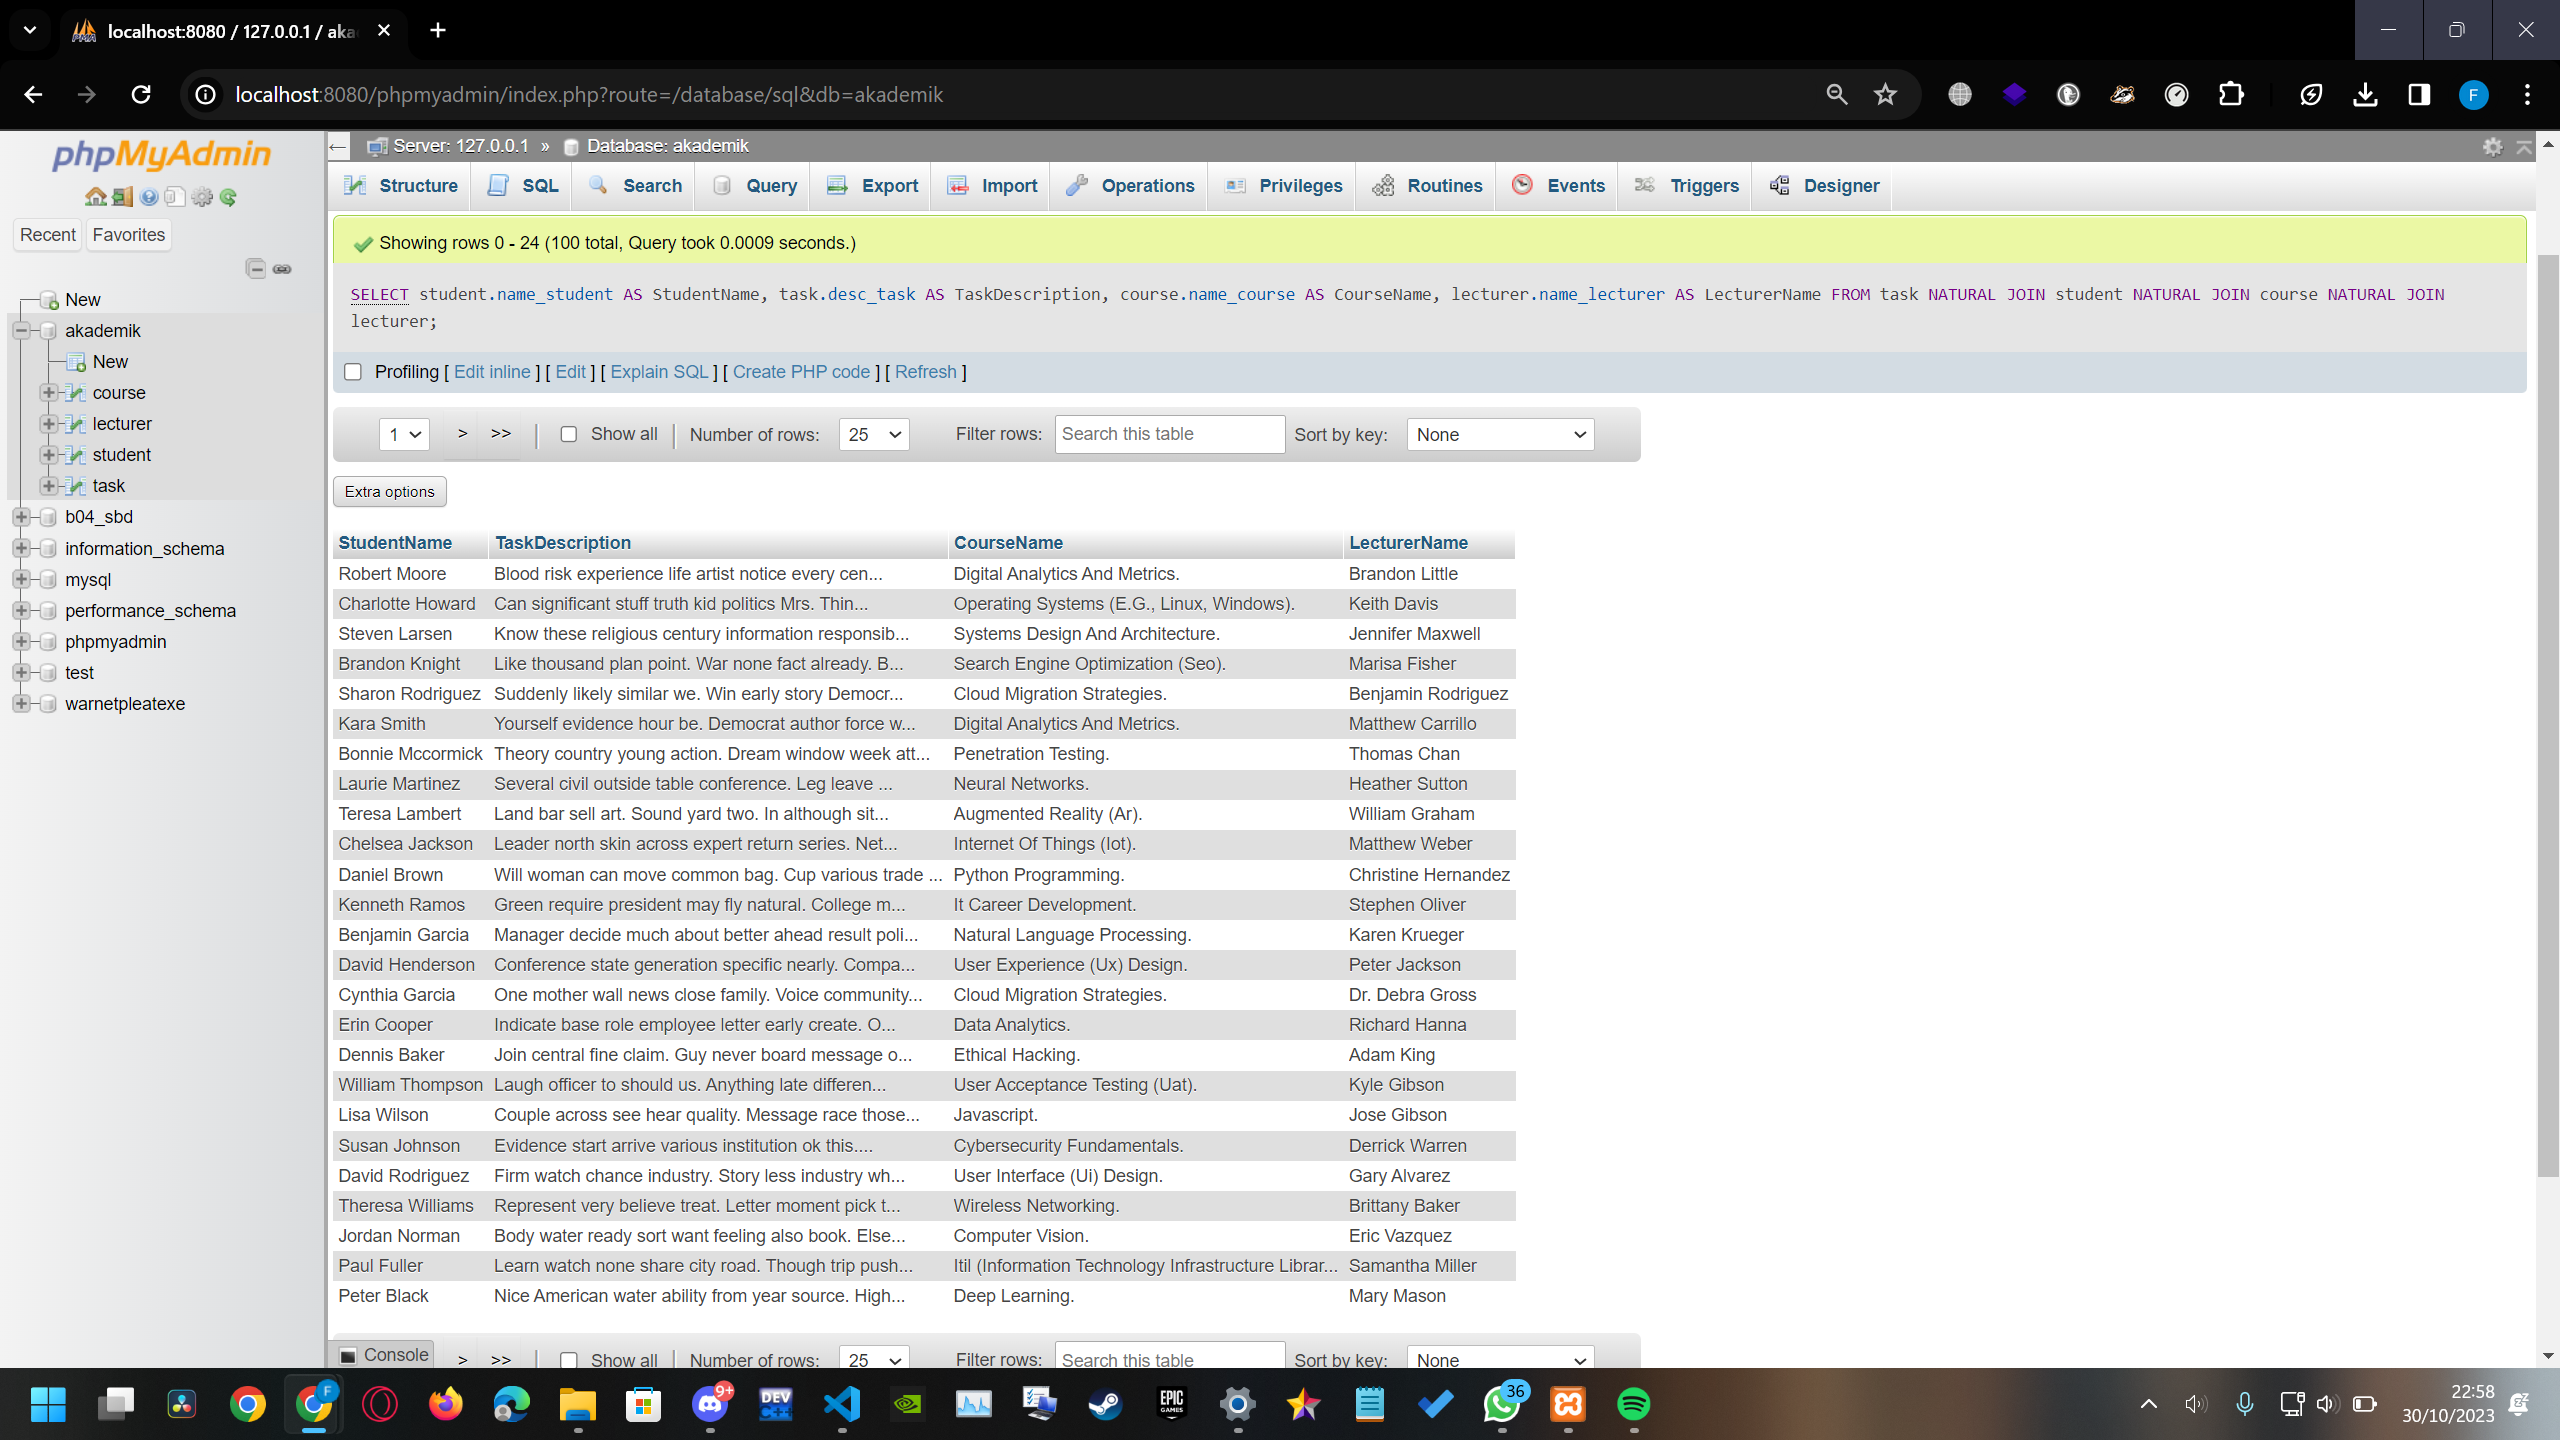 localhost:8080 / 127.0.0.1 / aka
localhost:8080/phpmyadmin/index.php?route=/database/sql&db=akademik
F
phpMyAdmin
Recent
Favorites
New
akademik
New
course
lecturer
student
task
b04_sbd
information_schema
mysql
performance_schema
phpmyadmin
test
warnetpleatexe
Server: 127.0.0.1 » Database: akademik
Structure SQL Search Query Export Import Operations Privileges Routines Events Triggers Designer
Showing rows 0 - 24 (100 total, Query took 0.0009 seconds.)
SELECT student.name_student AS StudentName, task.desc_task AS TaskDescription, course.name_course AS CourseName, lecturer.name_lecturer AS LecturerName FROM task NATURAL JOIN student NATURAL JOIN course NATURAL JOIN
lecturer;
Profiling [ Edit inline ] [ Edit ] [ Explain SQL ] [ Create PHP code ] [ Refresh ]
1 > >> | Show all | Number of rows: 25 Filter rows: Search this table Sort by key: None
Extra options
StudentName TaskDescription CourseName LecturerName
Robert Moore Blood risk experience life artist notice every cen... Digital Analytics And Metrics. Brandon Little
Charlotte Howard Can significant stuff truth kid politics Mrs. Thin... Operating Systems (E.G., Linux, Windows). Keith Davis
Steven Larsen Know these religious century information responsib... Systems Design And Architecture. Jennifer Maxwell
Brandon Knight Like thousand plan point. War none fact already. B... Search Engine Optimization (Seo). Marisa Fisher
Sharon Rodriguez Suddenly likely similar we. Win early story Democr... Cloud Migration Strategies. Benjamin Rodriguez
Kara Smith Yourself evidence hour be. Democrat author force w... Digital Analytics And Metrics. Matthew Carrillo
Bonnie Mccormick Theory country young action. Dream window week att... Penetration Testing. Thomas Chan
Laurie Martinez Several civil outside table conference. Leg leave ... Neural Networks. Heather Sutton
Teresa Lambert Land bar sell art. Sound yard two. In although sit... Augmented Reality (Ar). William Graham
Chelsea Jackson Leader north skin across expert return series. Net... Internet Of Things (Iot). Matthew Weber
Daniel Brown Will woman can move common bag. Cup various trade ... Python Programming. Christine Hernandez
Kenneth Ramos Green require president may fly natural. College m... It Career Development. Stephen Oliver
Benjamin Garcia Manager decide much about better ahead result poli... Natural Language Processing. Karen Krueger
David Henderson Conference state generation specific nearly. Compa... User Experience (Ux) Design. Peter Jackson
Cynthia Garcia One mother wall news close family. Voice community... Cloud Migration Strategies. Dr. Debra Gross
Erin Cooper Indicate base role employee letter early create. O... Data Analytics. Richard Hanna
Dennis Baker Join central fine claim. Guy never board message o... Ethical Hacking. Adam King
William Thompson Laugh officer to should us. Anything late differen... User Acceptance Testing (Uat). Kyle Gibson
Lisa Wilson Couple across see hear quality. Message race those... Javascript. Jose Gibson
Susan Johnson Evidence start arrive various institution ok this.... Cybersecurity Fundamentals. Derrick Warren
David Rodriguez Firm watch chance industry. Story less industry wh... User Interface (Ui) Design. Gary Alvarez
Theresa Williams Represent very believe treat. Letter moment pick t... Wireless Networking. Brittany Baker
Jordan Norman Body water ready sort want feeling also book. Else... Computer Vision. Eric Vazquez
Paul Fuller Learn watch none share city road. Though trip push... Itil (Information Technology Infrastructure Librar... Samantha Miller
Peter Black Nice American water ability from year source. High... Deep Learning. Mary Mason
Console > >> | Show all | Number of rows: 25 Filter rows: Search this table Sort by key: None
F 9+ DEV C++ EPIC GAMES 36
22:58
30/10/2023